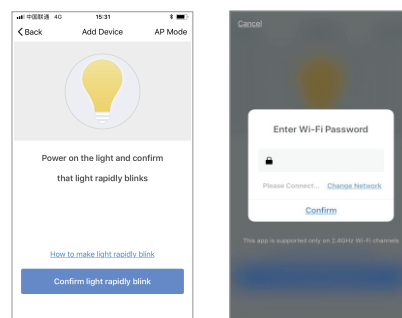 中国联通 4G 15:31
Back Add Device AP Mode
Power on the light and confirm
that light rapidly blinks
How to make light rapidly blink
Confirm light rapidly blink
Cancel
Enter Wi-Fi Password
Please Connect... Change Network
Confirm
This app is supported only on 2.4GHz Wi-Fi channels